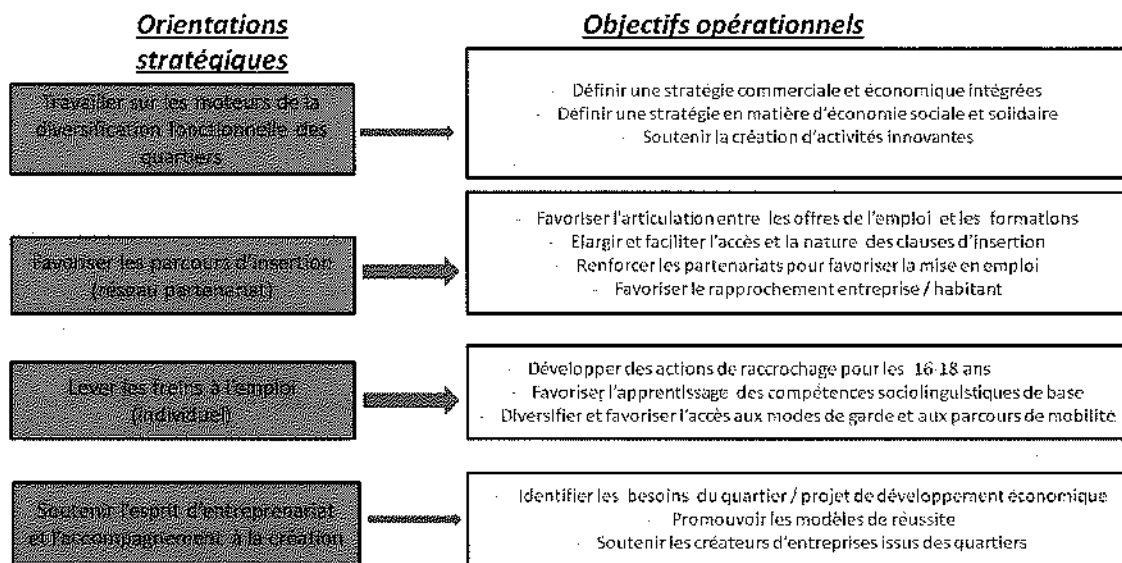 Orientations
stratégiques
Objectifs opérationnels
Travailler sur les moteurs de la
diversification fonctionnelle des
quartiers
- Définir une stratégie commerciale et économique intégrées
- Définir une stratégie en matière d'économie sociale et solidaire
- Soutenir la création d'activités innovantes
Favoriser les parcours d'insertion
(réseau partenariat)
- Favoriser l'articulation entre les offres de l'emploi et les formations
- Elargir et faciliter l'accès et la nature des clauses d'insertion
- Renforcer les partenariats pour favoriser la mise en emploi
- Favoriser le rapprochement entreprise / habitant
Lever les freins à l'emploi
(individuel)
- Développer des actions de raccrochage pour les 16-18 ans
- Favoriser l'apprentissage des compétences sociolinguistiques de base
- Diversifier et favoriser l'accès aux modes de garde et aux parcours de mobilité
Soutenir l'esprit d'entreprenariat
et l'accompagnement à la création
- Identifier les besoins du quartier / projet de développement économique
- Promouvoir les modèles de réussite
- Soutenir les créateurs d'entreprises issus des quartiers